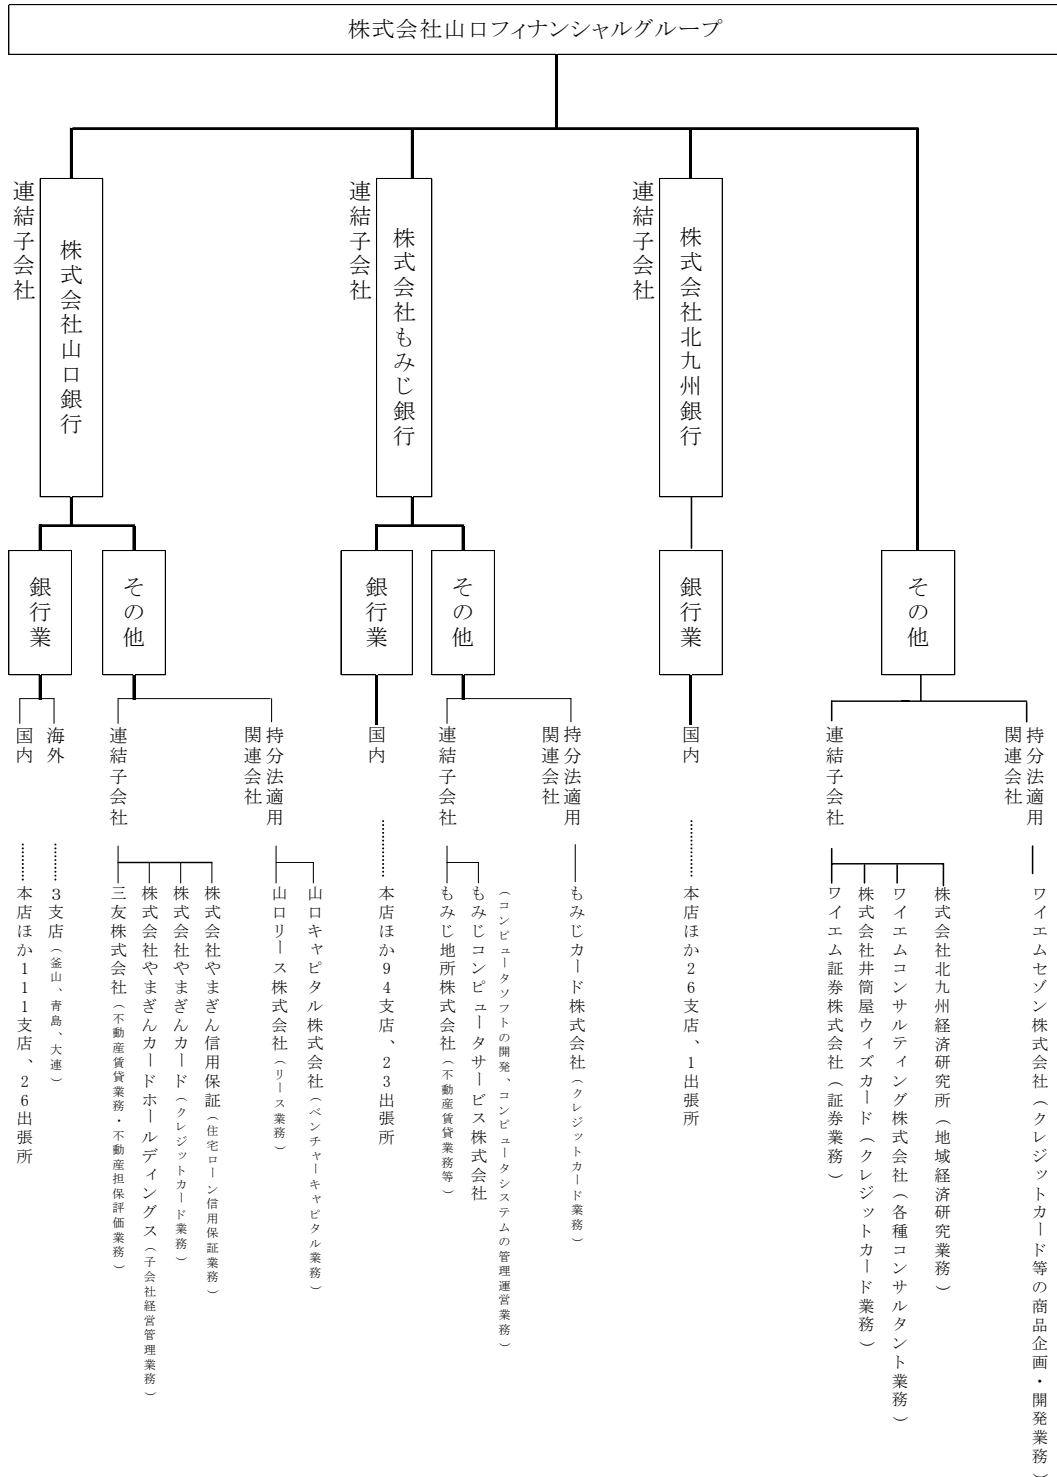 株式会社山口フィナンシャルグループ
連結子会社
株式会社山口銀行
連結子会社
株式会社もみじ銀行
連結子会社
株式会社北九州銀行
銀行業
その他
銀行業
その他
銀行業
その他
国内
海外
連結子会社
持分法適用
関連会社
国内
連結子会社
持分法適用
関連会社
国内
連結子会社
持分法適用
関連会社
本店ほか111支店、26出張所
3支店(釜山、青島、大連)
三友株式会社(不動産賃貸業務・不動産担保評価業務)
株式会社やまぎんカードホールディングス(子会社経営管理業務)
株式会社やまぎんカード(クレジットカード業務)
株式会社やまぎん信用保証(住宅ローン信用保証業務)
山口リース株式会社(リース業務)
山口キャピタル株式会社(ベンチャーキャピタル業務)
本店ほか94支店、23出張所
もみじ地所株式会社(不動産賃貸業務等)
もみじコンピュータサービス株式会社
(コンピュータソフトの開発、コンピュータシステムの管理運営業務)
もみじカード株式会社(クレジットカード業務)
本店ほか26支店、1出張所
ワイエム証券株式会社(証券業務)
株式会社井筒屋ウィズカード(クレジットカード業務)
ワイエムコンサルティング株式会社(各種コンサルタント業務)
株式会社北九州経済研究所(地域経済研究業務)
ワイエムセゾン株式会社(クレジットカード等の商品企画・開発業務)